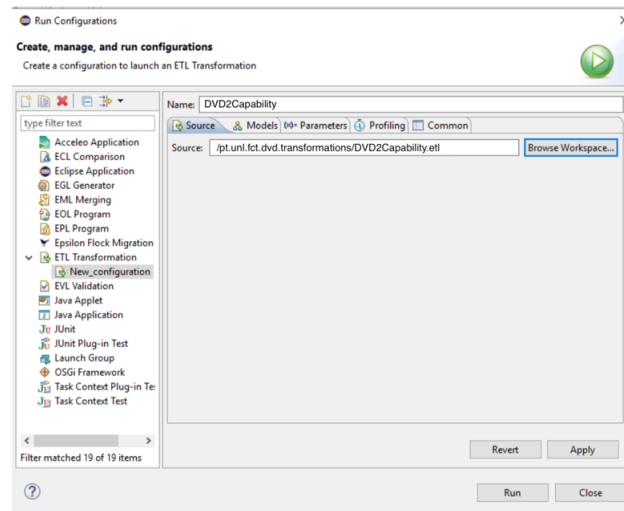 Run Configurations
Create, manage, and run configurations
Create a configuration to launch an ETL Transformation
Name: DVD2Capability
type filter text
Source Models (x)= Parameters Profiling Common
Source: /pt.unl.fct.dvd.transformations/DVD2Capability.etl Browse Workspace...
Acceleo Application
ECL Comparison
Eclipse Application
EGL Generator
EML Merging
EOL Program
EPL Program
Epsilon Flock Migration
ETL Transformation
New_configuration
EVL Validation
Java Applet
Java Application
JUnit
JUnit Plug-in Test
Launch Group
OSGi Framework
Task Context Plug-in Te
Task Context Test
Filter matched 19 of 19 items
Revert Apply
Run Close